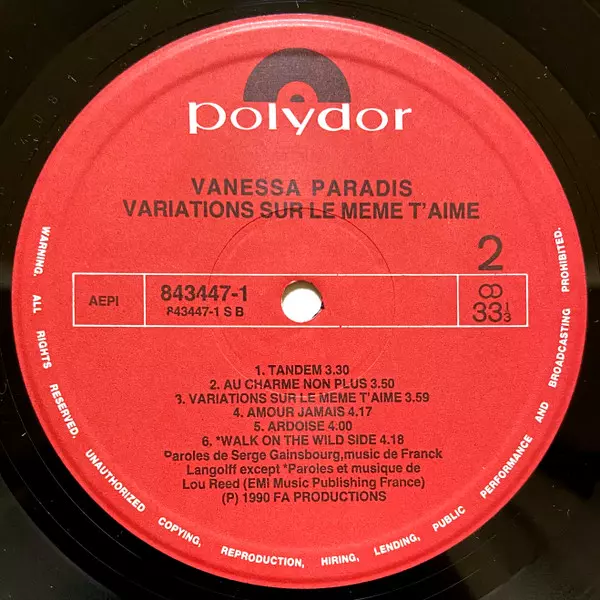 polydor
VANESSA PARADIS
VARIATIONS SUR LE MEME T'AIME
2
AEPI
843447-1
843447-1 S B
33 1/3
1. TANDEM 3.30
2. AU CHARME NON PLUS 3.50
3. VARIATIONS SUR LE MEME T'AIME 3.59
4. AMOUR JAMAIS 4.17
5. ARDOISE 4:00
6. *WALK ON THE WILD SIDE 4.18
Paroles de Serge Gainsbourg,music de Franck
Langolff except *Paroles et musique de
Lou Reed (EMI Music Publishing France)
(P) 1990 FA PRODUCTIONS
WARNING. ALL RIGHTS RESERVED. UNAUTHORIZED COPYING, REPRODUCTION, HIRING, LENDING, PUBLIC PERFORMANCE AND BROADCASTING PROHIBITED.